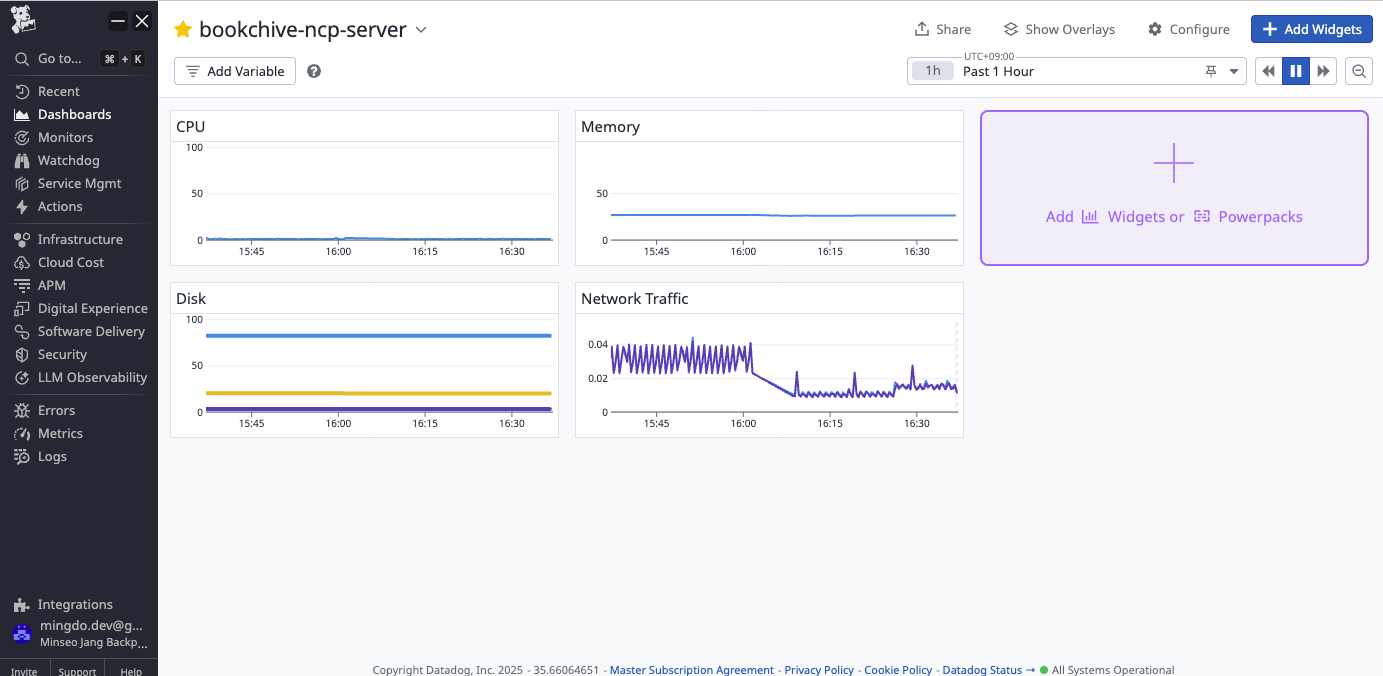 Go to... ⌘ + K
Recent
Dashboards
Monitors
Watchdog
Service Mgmt
Actions
Infrastructure
Cloud Cost
APM
Digital Experience
Software Delivery
Security
LLM Observability
Errors
Metrics
Logs
Integrations
mingdo.dev@g...
Minseo Jang Backp...
Invite Support Help
bookchive-ncp-server
Share Show Overlays Configure Add Widgets
Add Variable
UTC+09:00
1h Past 1 Hour
CPU
100
50
0
15:45 16:00 16:15 16:30
Memory
50
0
15:45 16:00 16:15 16:30
Add Widgets or Powerpacks
Disk
100
50
0
15:45 16:00 16:15 16:30
Network Traffic
0.04
0.02
0
15:45 16:00 16:15 16:30
Copyright Datadog, Inc. 2025 - 35.66064651 - Master Subscription Agreement - Privacy Policy - Cookie Policy - Datadog Status → All Systems Operational